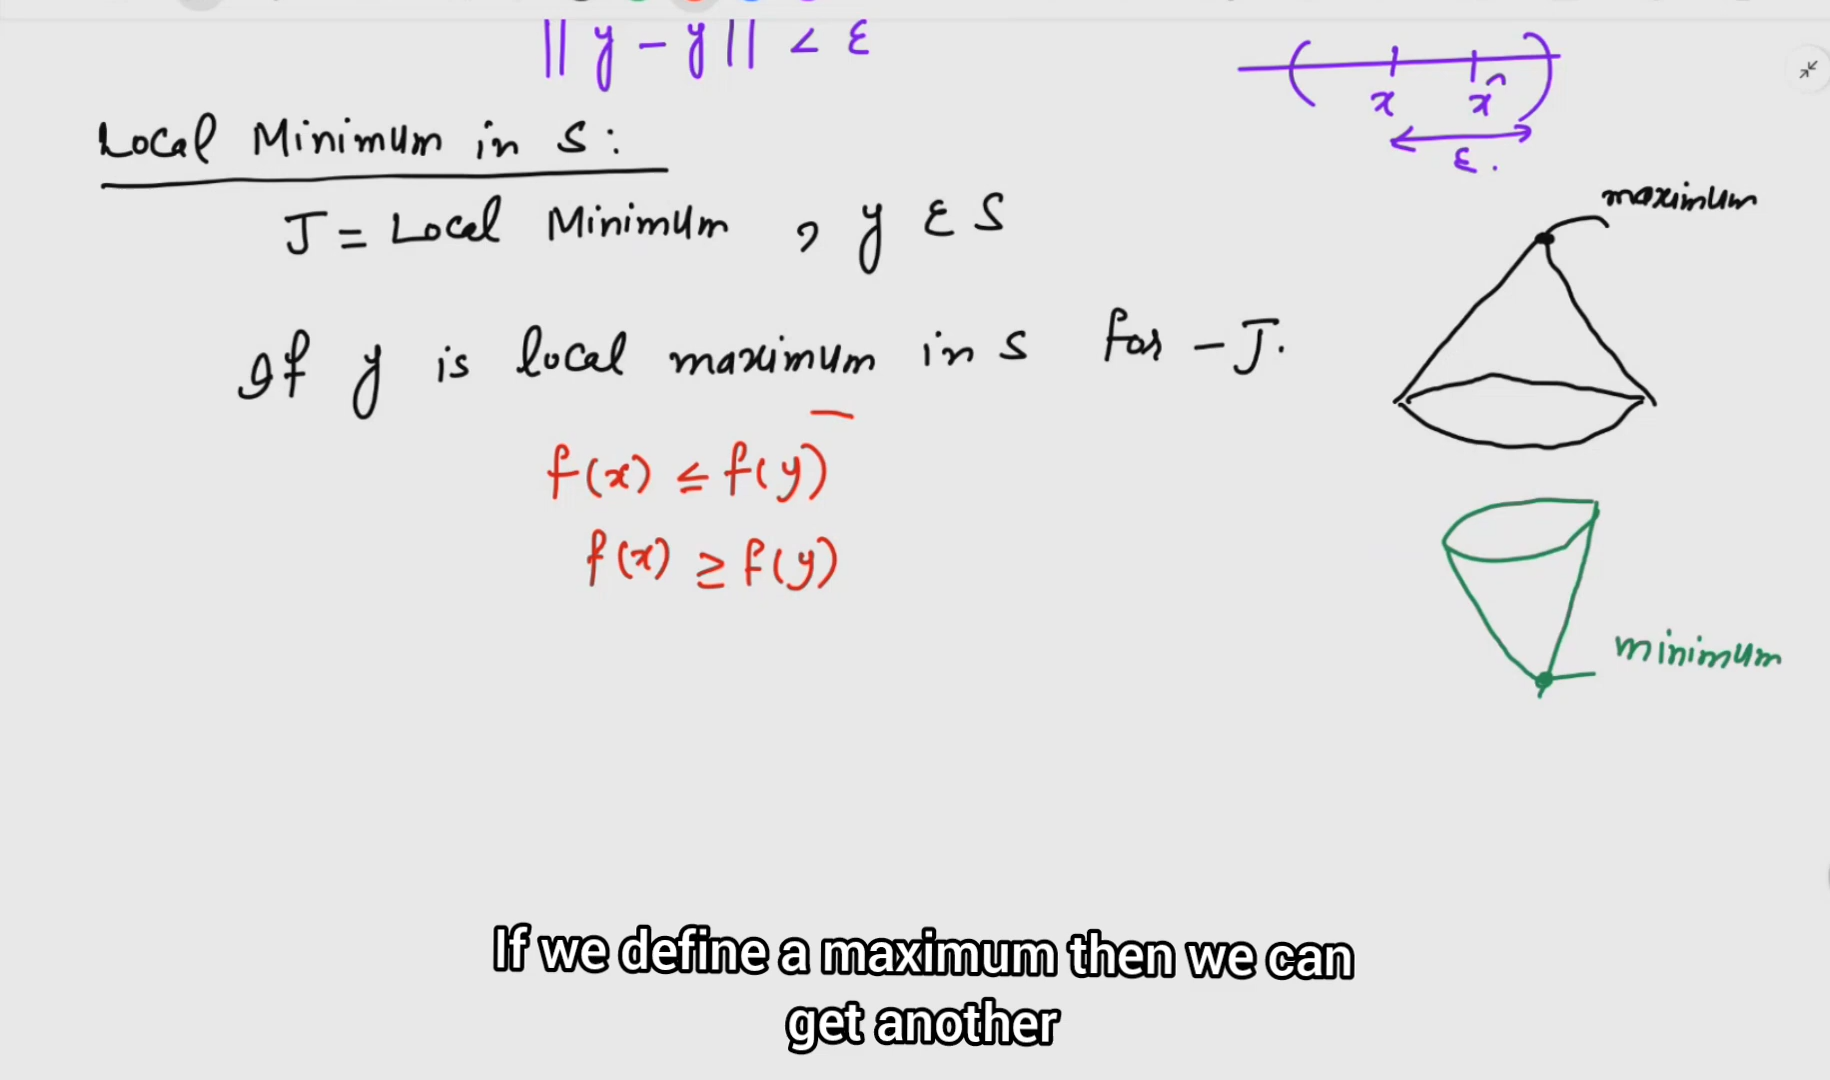 || y - y || < ε
( x x^ )
ε.
Local Minimum in S:
J = Local Minimum , y ε S
maximum
If y is local maximum in S for - J.
f(x) ≤ f(y)
f(x) ≥ f(y)
minimum
If we define a maximum then we can
get another